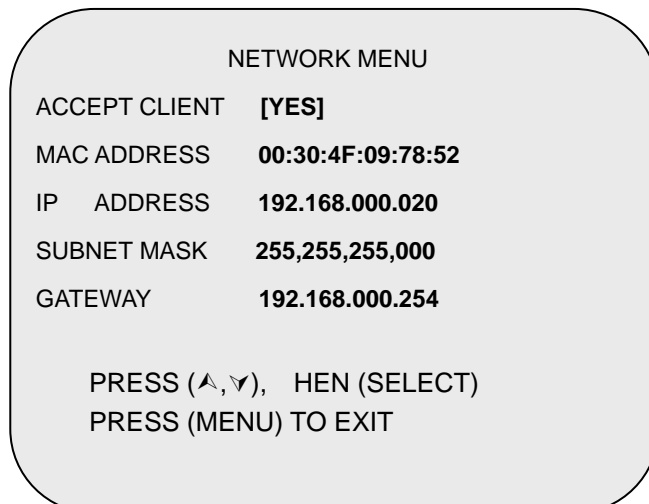 NETWORK MENU
ACCEPT CLIENT [YES]
MAC ADDRESS 00:30:4F:09:78:52
IP ADDRESS 192.168.000.020
SUBNET MASK 255,255,255,000
GATEWAY 192.168.000.254
PRESS (⮝,⮟), HEN (SELECT)
PRESS (MENU) TO EXIT